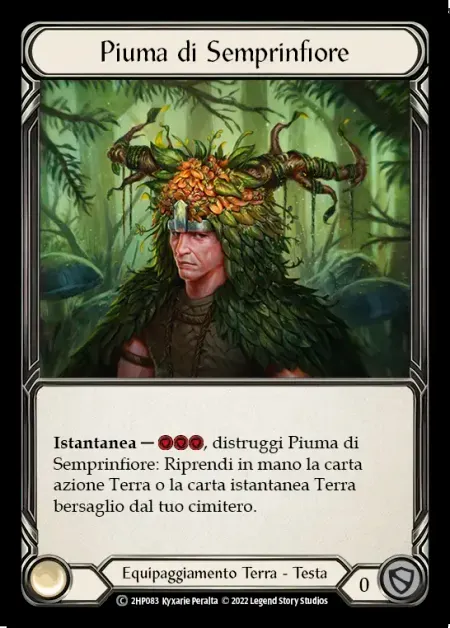 Piuma di Semprinfiore
Istantanea — , distruggi Piuma di
Semprinfiore: Riprendi in mano la carta
azione Terra o la carta istantanea Terra
bersaglio dal tuo cimitero.
Equipaggiamento Terra - Testa
0
C 2HP083 Kyxarie Peralta © 2022 Legend Story Studios